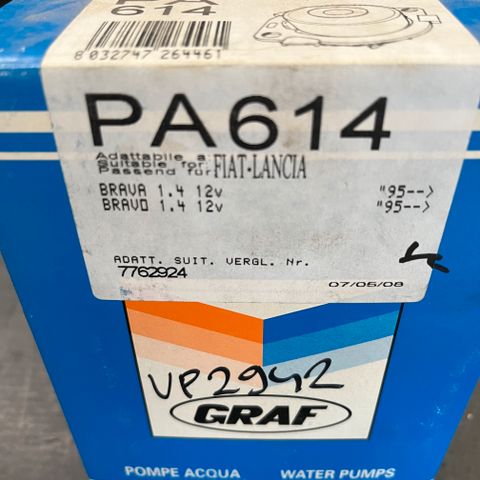 614
8 032747 264461
PA614
Adattabile a
Suitable for
Passend für
FIAT·LANCIA
BRAVA 1.4 12v "95-->
BRAVO 1.4 12v "95-->
ADATT. SUIT. VERGL. Nr.
7762924
07/05/08
VP2942
GRAF
POMPE ACQUA WATER PUMPS